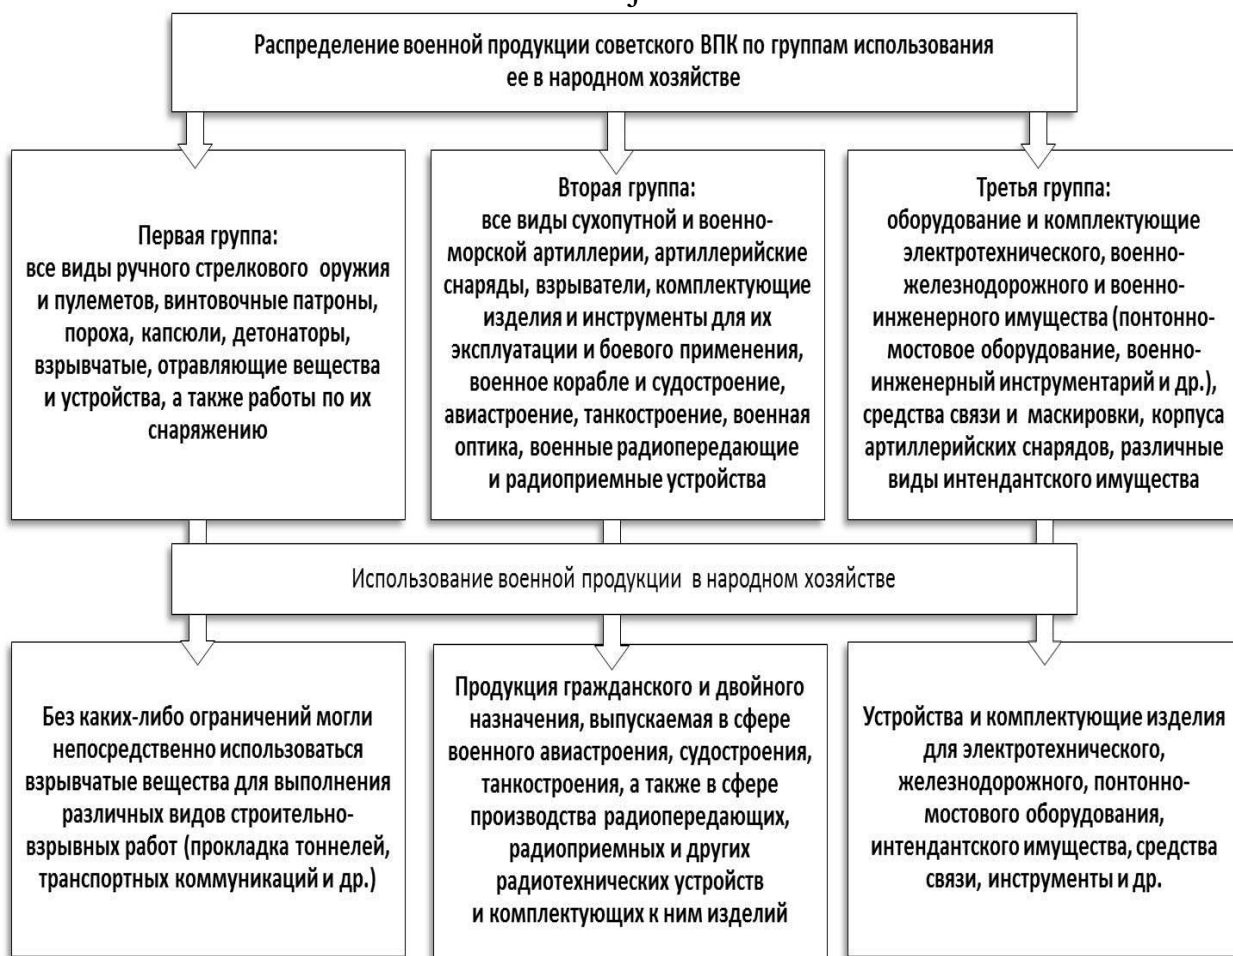 Распределение военной продукции советского ВПК по группам использования
ее в народном хозяйстве
Первая группа:
все виды ручного стрелкового оружия
и пулеметов, винтовочные патроны,
пороха, капсюли, детонаторы,
взрывчатые, отравляющие вещества
и устройства, а также работы по их
снаряжению
Вторая группа:
все виды сухопутной и военно-
морской артиллерии, артиллерийские
снаряды, взрыватели, комплектующие
изделия и инструменты для их
эксплуатации и боевого применения,
военное корабле и судостроение,
авиастроение, танкостроение, военная
оптика, военные радиопередающие
и радиоприемные устройства
Третья группа:
оборудование и комплектующие
электротехнического, военно-
железнодорожного и военно-
инженерного имущества (понтонно-
мостовое оборудование, военно-
инженерный инструментарий и др.),
средства связи и маскировки, корпуса
артиллерийских снарядов, различные
виды интендантского имущества
Использование военной продукции в народном хозяйстве
Без каких-либо ограничений могли
непосредственно использоваться
взрывчатые вещества для выполнения
различных видов строительно-
взрывных работ (прокладка тоннелей,
транспортных коммуникаций и др.)
Продукция гражданского и двойного
назначения, выпускаемая в сфере
военного авиастроения, судостроения,
танкостроения, а также в сфере
производства радиопередающих,
радиоприемных и других
радиотехнических устройств
и комплектующих к ним изделий
Устройства и комплектующие изделия
для электротехнического,
железнодорожного, понтонно-
мостового оборудования,
интендантского имущества, средства
связи, инструменты и др.